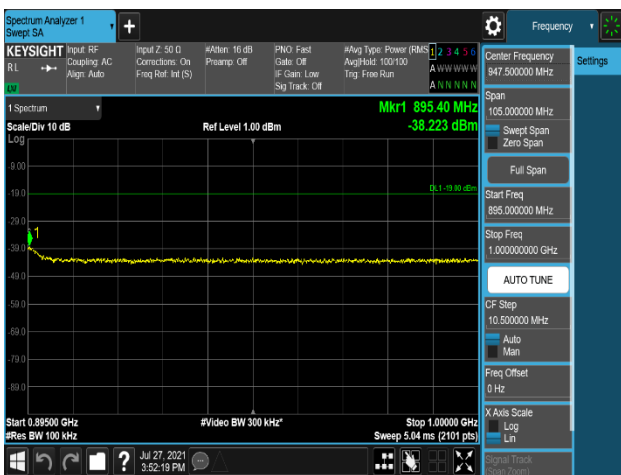 Spectrum Analyzer 1
Swept SA
Frequency
KEYSIGHT
RL
Input: RF
Coupling: AC
Align: Auto
Input Z: 50 Ω
Corrections: On
Freq Ref: Int (S)
#Atten: 16 dB
Preamp: Off
PNO: Fast
Gate: Off
IF Gain: Low
Sig Track: Off
#Avg Type: Power (RMS
Avg|Hold: 100/100
Trig: Free Run
1 2 3 4 5 6
A W W W W W
A N N N N N
1 Spectrum
Mkr1 895.40 MHz
Scale/Div 10 dB
Ref Level 1.00 dBm
-38.223 dBm
Log
-9.00
DL1 -19.00 dBm
-19.0
-29.0
1
-39.0
-49.0
-59.0
-69.0
-79.0
-89.0
Start 0.89500 GHz
#Video BW 300 kHz*
Stop 1.00000 GHz
#Res BW 100 kHz
Sweep 5.04 ms (2101 pts)
Jul 27, 2021
3:52:19 PM
Center Frequency
947.500000 MHz
Settings
Span
105.000000 MHz
Swept Span
Zero Span
Full Span
Start Freq
895.000000 MHz
Stop Freq
1.000000000 GHz
AUTO TUNE
CF Step
10.500000 MHz
Auto
Man
Freq Offset
0 Hz
X Axis Scale
Log
Lin
Signal Track
(Span Zoom)